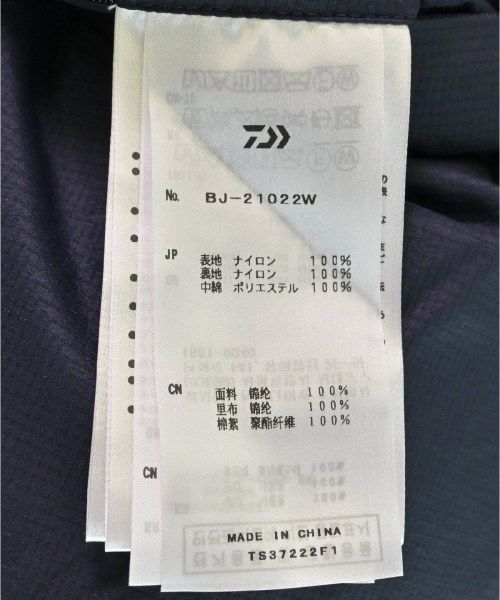 No. BJ-21022W
JP 表地 ナイロン 100%
裏地 ナイロン 100%
中綿 ポリエステル 100%
CN 面料 锦纶 100%
里布 锦纶 100%
棉絮 聚酯纤维 100%
CN
MADE IN CHINA
TS37222F1